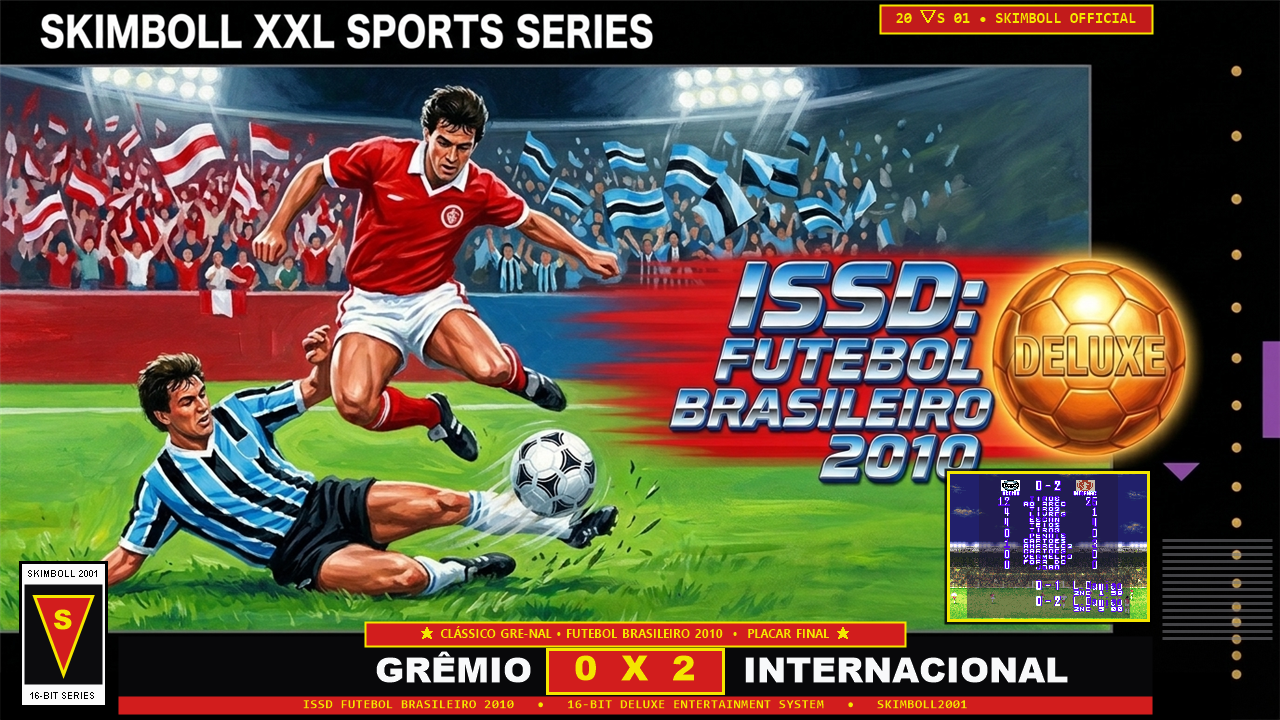 SKIMBOLL XXL SPORTS SERIES
20 S 01 • SKIMBOLL OFFICIAL
ISSD:
FUTEBOL
BRASILEIRO
2010
DELUXE
0-2
0-1
0-2
SKIMBOLL 2001
S
16-BIT SERIES
★ CLÁSSICO GRE-NAL • FUTEBOL BRASILEIRO 2010 • PLACAR FINAL ★
GRÊMIO 0 X 2 INTERNACIONAL
ISSD FUTEBOL BRASILEIRO 2010 • 16-BIT DELUXE ENTERTAINMENT SYSTEM • SKIMBOLL2001